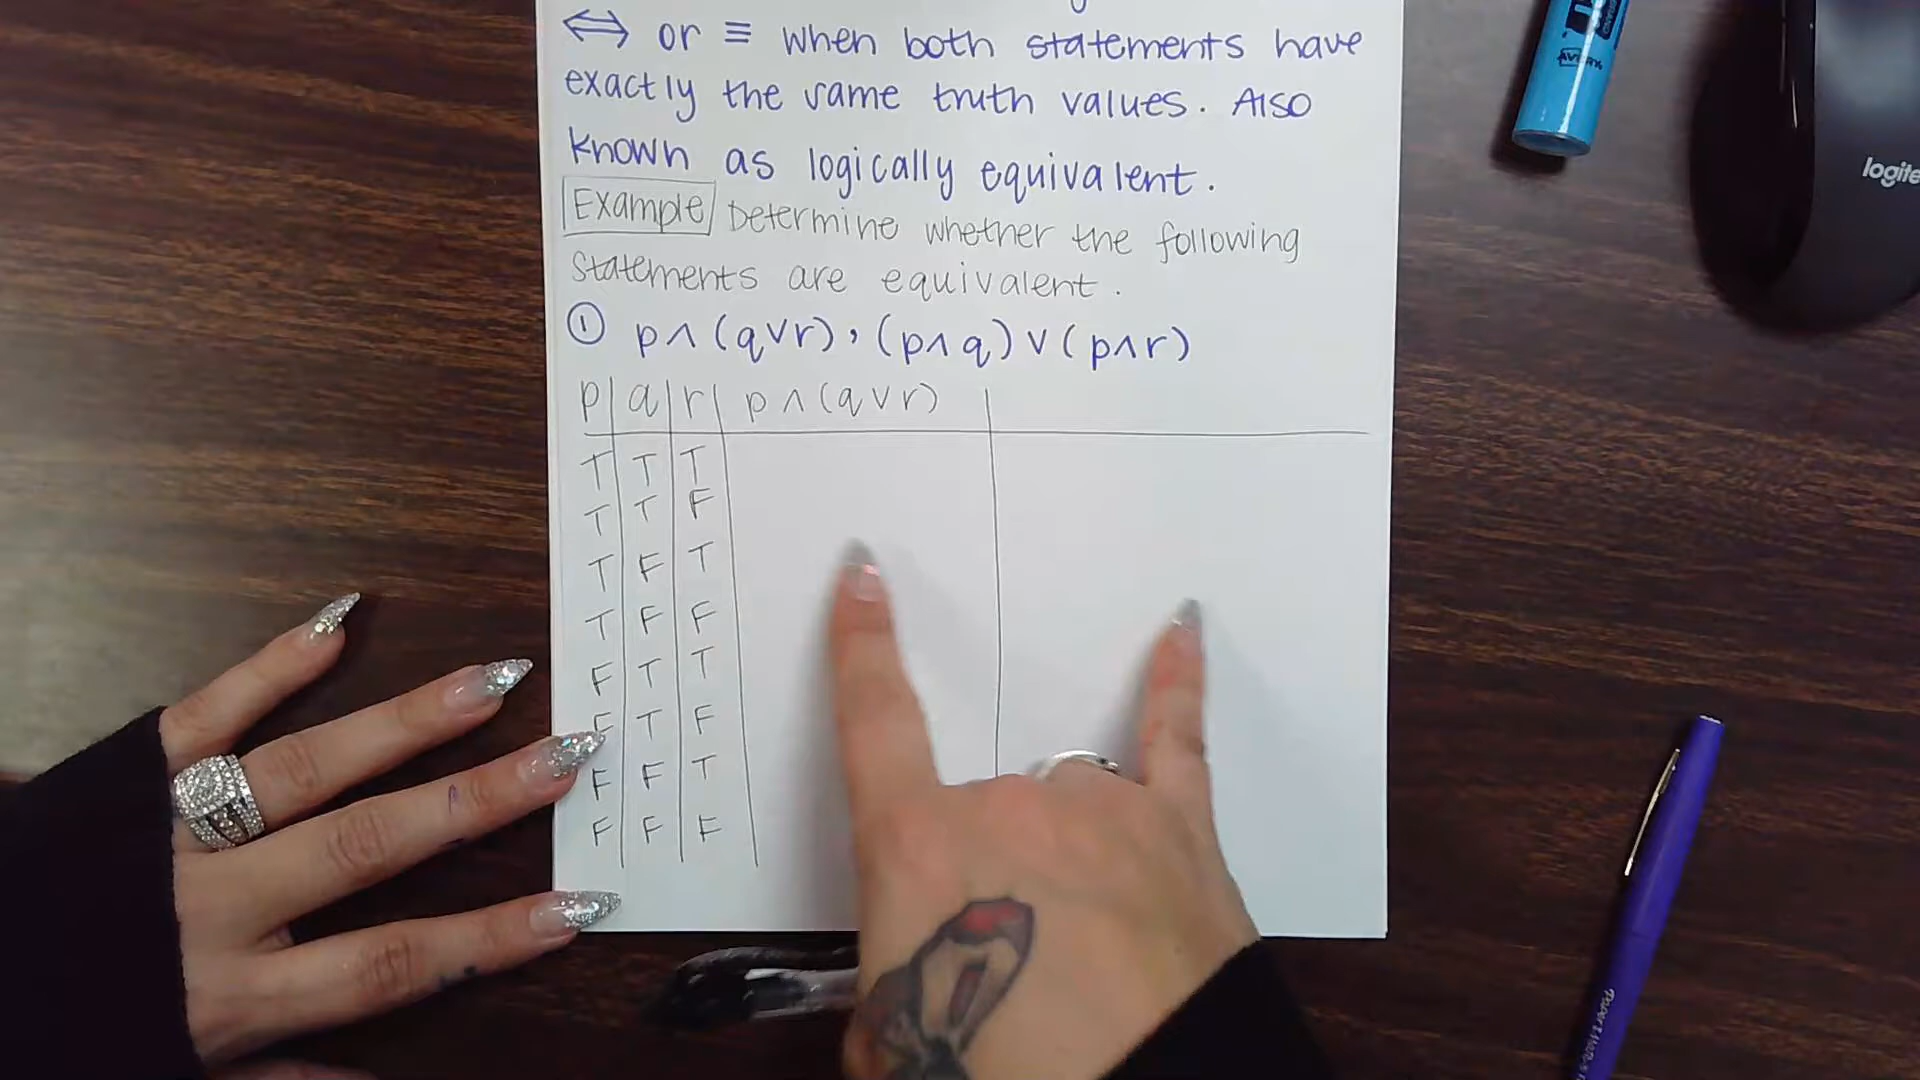 ⟺ or ≡ when both statements have
exactly the same truth values. Also
known as logically equivalent.
Example Determine whether the following
statements are equivalent.
① p∧(q∨r), (p∧q)∨(p∧r)
p q r p∧(q∨r)
T T T
T T F
T F T
T F F
F T T
F T F
F F T
F F F
AVERY
logite